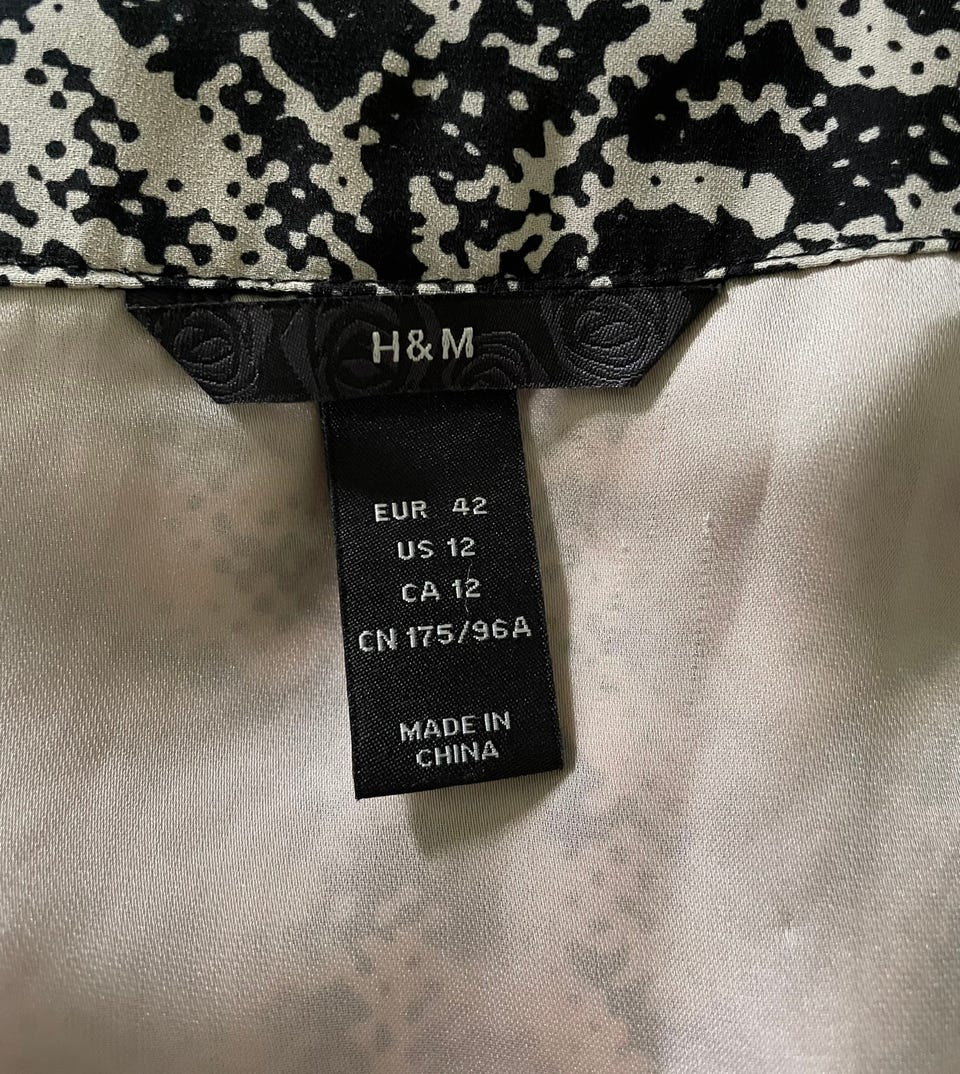 H&M
EUR 42
US 12
CA 12
CN 175/96A
MADE IN
CHINA